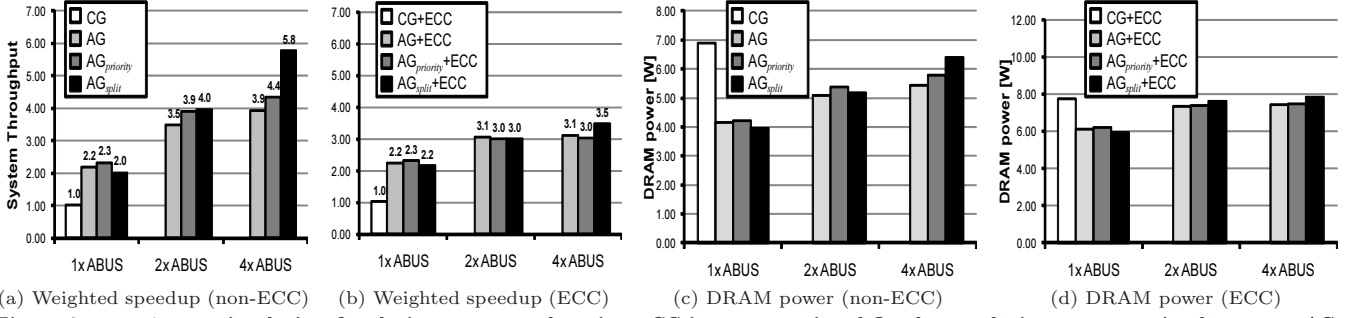 System Throughput
7.00
6.00
5.00
4.00
3.00
2.00
1.00
0.00
CG
AG
AGpriority
AGsplit
1.0
2.2
2.3
2.0
3.5
3.9
4.0
3.9
4.4
5.8
1xABUS
2xABUS
4xABUS
(a) Weighted speedup (non-ECC)
7.00
6.00
5.00
4.00
3.00
2.00
1.00
0.00
CG+ECC
AG+ECC
AGpriority+ECC
AGsplit+ECC
1.0
2.2
2.3
2.2
3.1
3.0
3.0
3.1
3.0
3.5
1xABUS
2xABUS
4xABUS
(b) Weighted speedup (ECC)
DRAM power [W]
8.00
7.00
6.00
5.00
4.00
3.00
2.00
1.00
0.00
CG
AG
AGpriority
AGsplit
1xABUS
2xABUS
4xABUS
(c) DRAM power (non-ECC)
DRAM power [W]
12.00
10.00
8.00
6.00
4.00
2.00
0.00
CG+ECC
AG+ECC
AGpriority+ECC
AGsplit+ECC
1xABUS
2xABUS
4xABUS
(d) DRAM power (ECC)